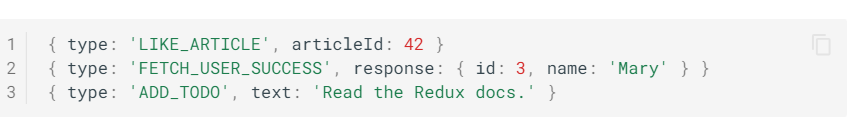 1 { type: 'LIKE_ARTICLE', articleId: 42 }
2 { type: 'FETCH_USER_SUCCESS', response: { id: 3, name: 'Mary' } }
3 { type: 'ADD_TODO', text: 'Read the Redux docs.' }